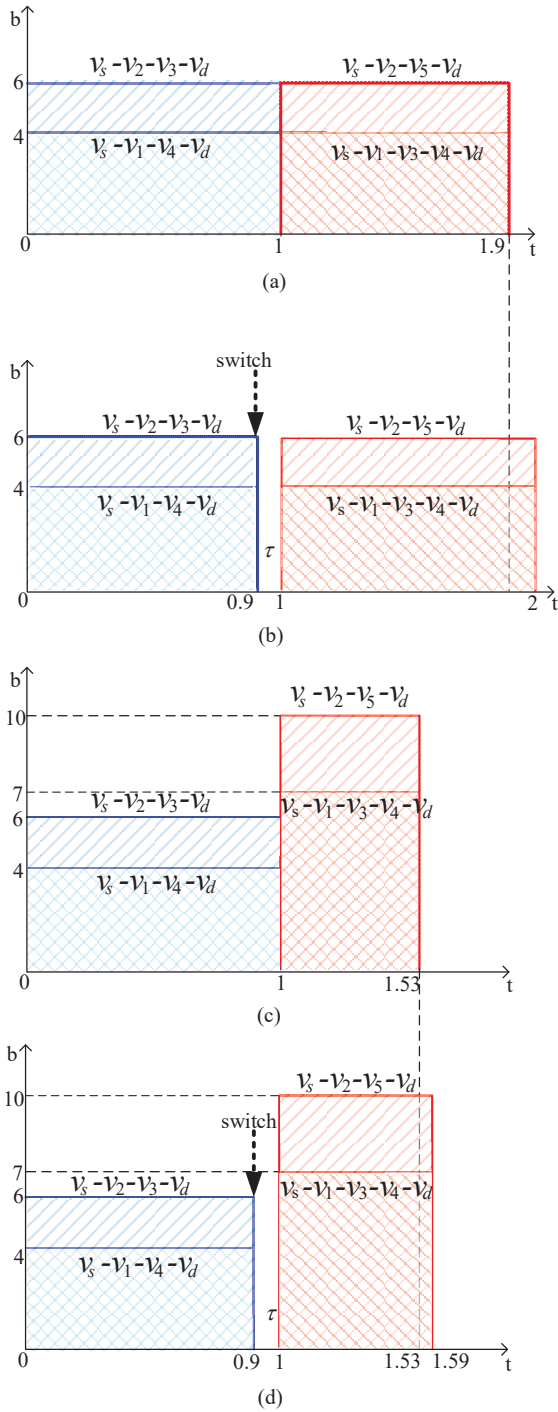 b
6
v_s-v_2-v_3-v_d
v_s-v_2-v_5-v_d
4
v_s-v_1-v_4-v_d
v_s-v_1-v_3-v_4-v_d
0
1
1.9
t
(a)
b
switch
6
v_s-v_2-v_3-v_d
v_s-v_2-v_5-v_d
4
v_s-v_1-v_4-v_d
v_s-v_1-v_3-v_4-v_d
τ
0
0.9
1
2
t
(b)
b
v_s-v_2-v_5-v_d
10
7
v_s-v_2-v_3-v_d
v_s-v_1-v_3-v_4-v_d
6
4
v_s-v_1-v_4-v_d
0
1
1.53
t
(c)
b
v_s-v_2-v_5-v_d
10
switch
7
v_s-v_2-v_3-v_d
v_s-v_1-v_3-v_4-v_d
6
4
v_s-v_1-v_4-v_d
τ
0
0.9
1
1.53
1.59
t
(d)